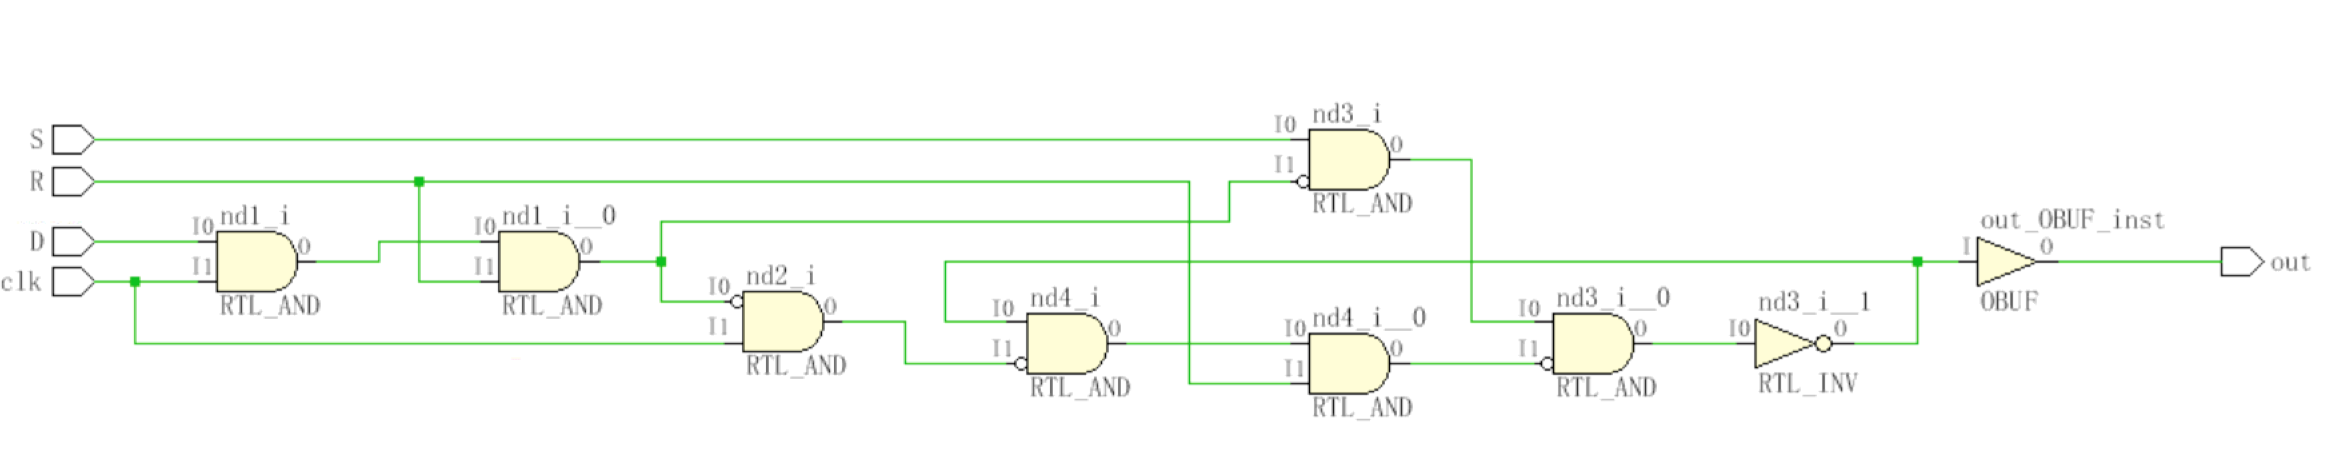 nd3_i
S
I0
O
I1
R
RTL_AND
nd1_i
nd1_i__0
out_OBUF_inst
I0
I0
D
O
O
I
O
I1
I1
out
clk
nd2_i
RTL_AND
RTL_AND
I0
O
nd4_i
nd3_i__0
nd3_i__1
OBUF
I1
I0
O
nd4_i__0
I0
O
I0
O
I0
O
I1
I1
RTL_AND
I1
RTL_AND
RTL_AND
RTL_INV
RTL_AND